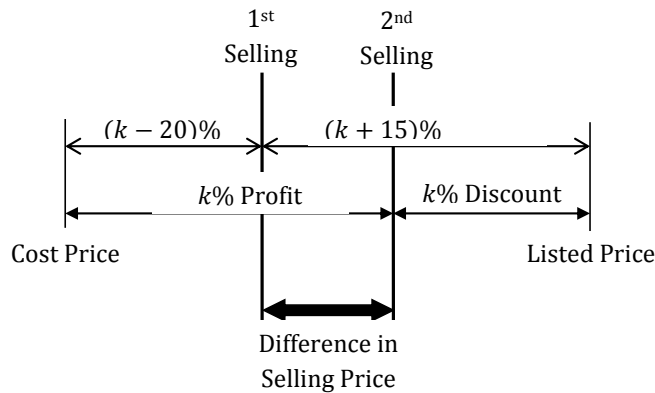 1st 2nd
Selling Selling
(k − 20)% (k + 15)%
k% Profit k% Discount
Cost Price Listed Price
Difference in
Selling Price